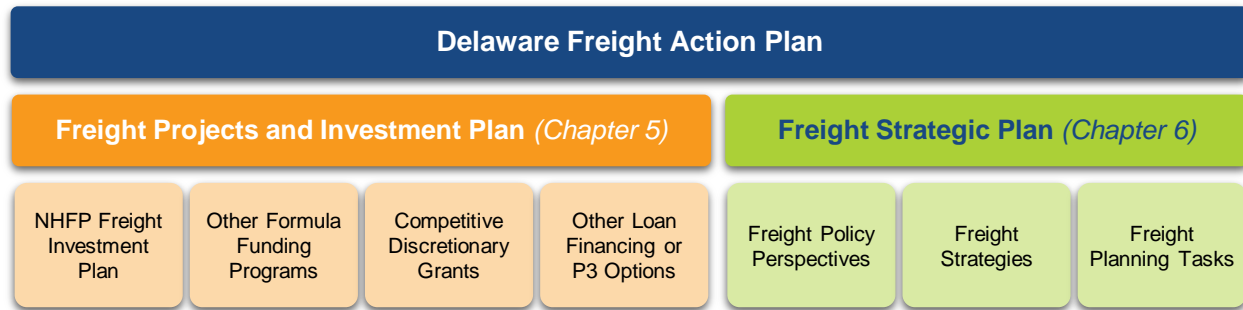 Delaware Freight Action Plan
Freight Projects and Investment Plan (Chapter 5)
Freight Strategic Plan (Chapter 6)
NHFP Freight
Investment
Plan
Other Formula
Funding
Programs
Competitive
Discretionary
Grants
Other Loan
Financing or
P3 Options
Freight Policy
Perspectives
Freight
Strategies
Freight
Planning Tasks